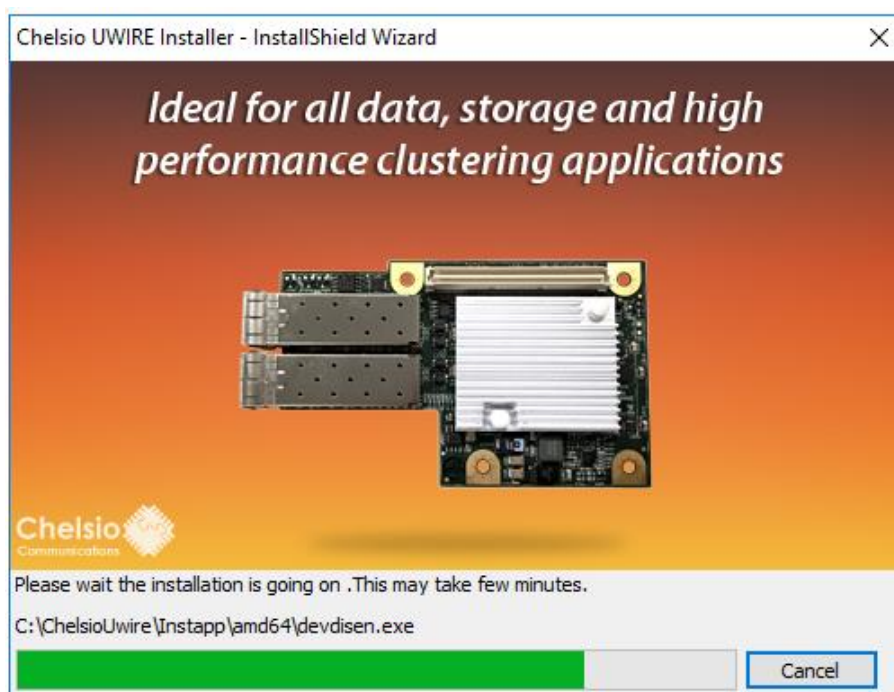 Chelsio UWIRE Installer - InstallShield Wizard
Ideal for all data, storage and high
performance clustering applications
Chelsio
Communications
Please wait the installation is going on .This may take few minutes.
C:\ChelsioUwire\Instapp\amd64\devdisen.exe
Cancel